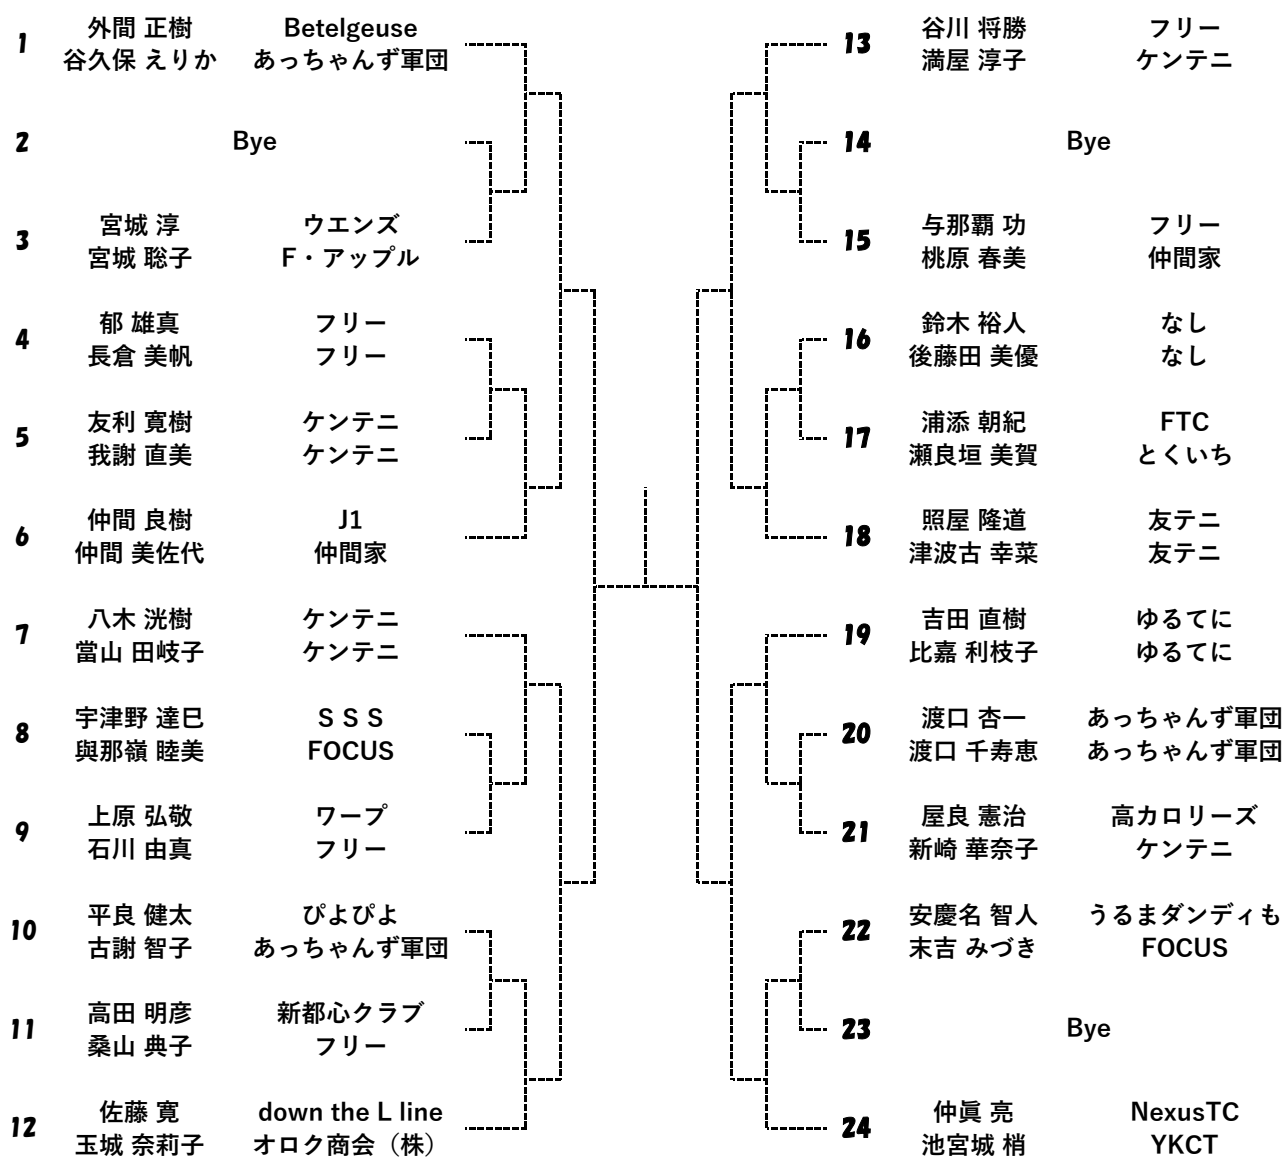 1 外間 正樹 Betelgeuse
谷久保 えりか あっちゃんず軍団
2 Bye
3 宮城 淳 ウエンズ
宮城 聡子 F・アップル
4 郁 雄真 フリー
長倉 美帆 フリー
5 友利 寛樹 ケンテニ
我謝 直美 ケンテニ
6 仲間 良樹 J1
仲間 美佐代 仲間家
7 八木 洸樹 ケンテニ
當山 田岐子 ケンテニ
8 宇津野 達巳 ＳＳＳ
與那嶺 睦美 FOCUS
9 上原 弘敬 ワープ
石川 由真 フリー
10 平良 健太 ぴよぴよ
古謝 智子 あっちゃんず軍団
11 高田 明彦 新都心クラブ
桑山 典子 フリー
12 佐藤 寛 down the L line
玉城 奈莉子 オロク商会（株）
13 谷川 将勝 フリー
満屋 淳子 ケンテニ
14 Bye
15 与那覇 功 フリー
桃原 春美 仲間家
16 鈴木 裕人 なし
後藤田 美優 なし
17 浦添 朝紀 FTC
瀬良垣 美賀 とくいち
18 照屋 隆道 友テニ
津波古 幸菜 友テニ
19 吉田 直樹 ゆるてに
比嘉 利枝子 ゆるてに
20 渡口 杏一 あっちゃんず軍団
渡口 千寿恵 あっちゃんず軍団
21 屋良 憲治 高カロリーズ
新崎 華奈子 ケンテニ
22 安慶名 智人 うるまダンディも
末吉 みづき FOCUS
23 Bye
24 仲眞 亮 NexusTC
池宮城 梢 YKCT